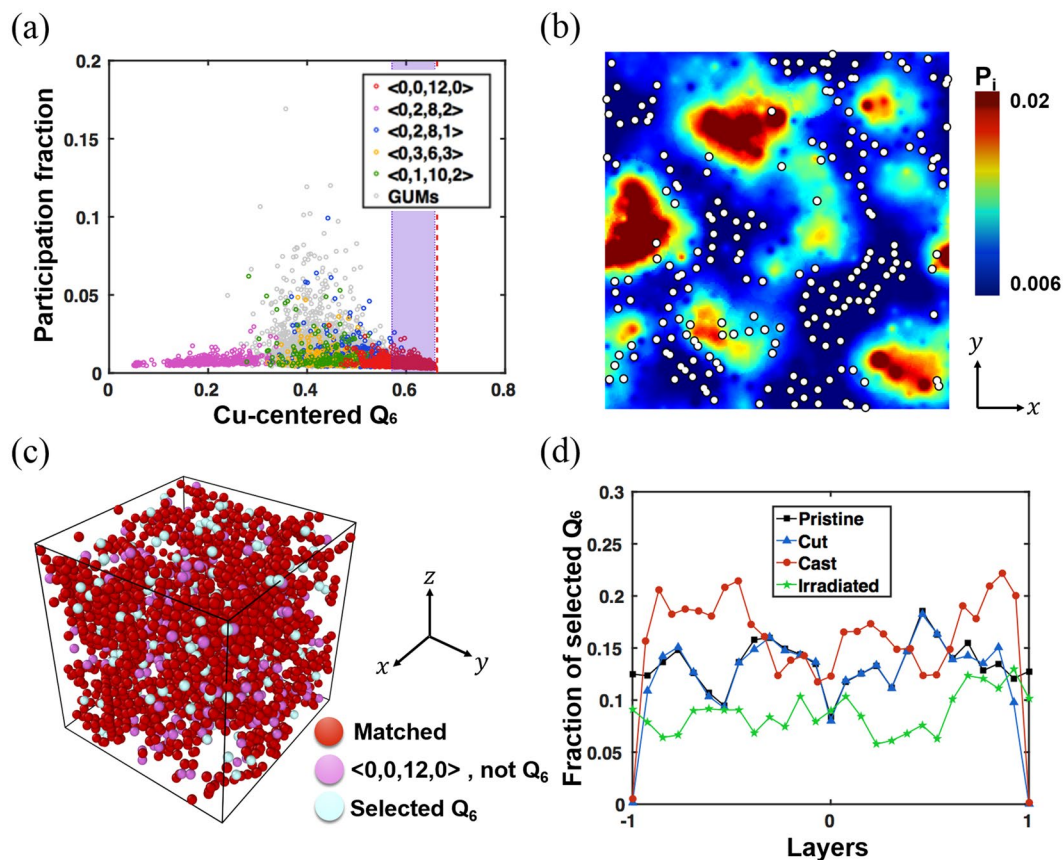 (a)
0.2
0.15
0.1
0.05
0
Participation fraction
<0,0,12,0>
<0,2,8,2>
<0,2,8,1>
<0,3,6,3>
<0,1,10,2>
GUMs
0 0.2 0.4 0.6 0.8
Cu-centered Q6
(b)
Pi
0.02
0.006
y
x
(c)
z
x
y
Matched
<0,0,12,0> , not Q6
Selected Q6
(d)
0.3
0.25
0.2
0.15
0.1
0.05
0
Fraction of selected Q6
Pristine
Cut
Cast
Irradiated
-1 0 1
Layers